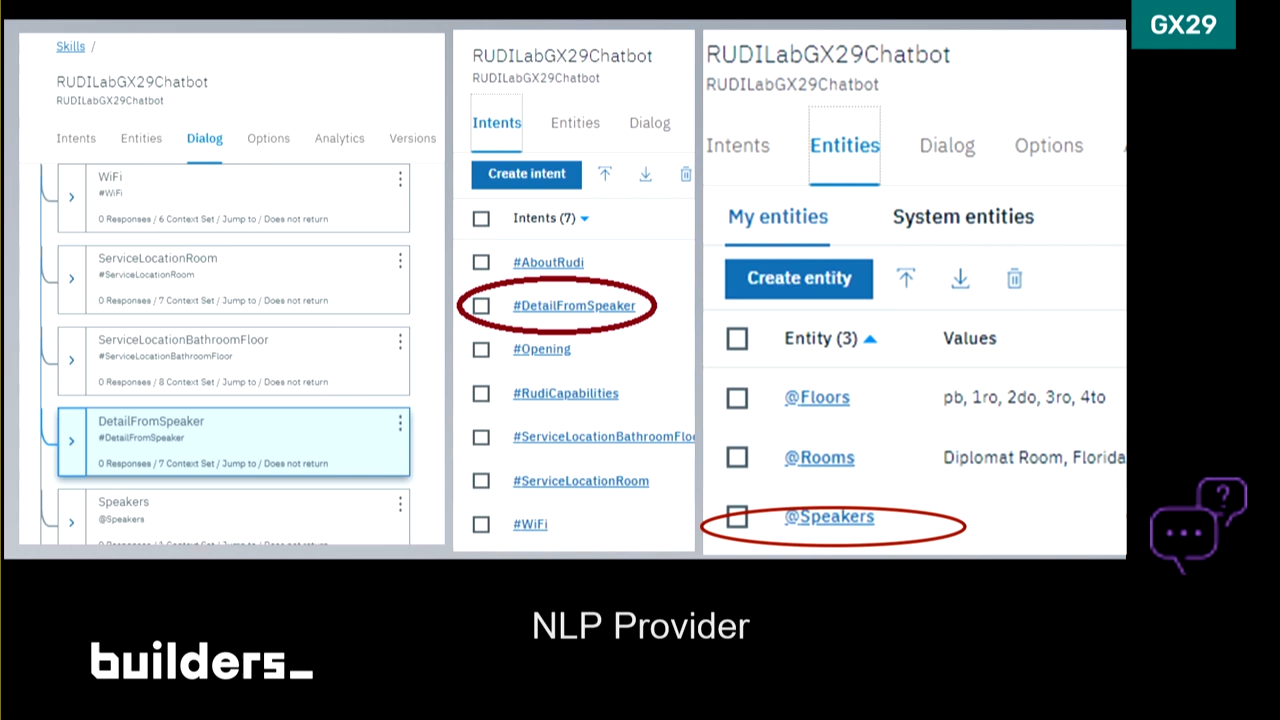 GX29
Skills /
RUDILabGX29Chatbot
RUDILabGX29Chatbot
Intents Entities Dialog Options Analytics Versions
WiFi
#WiFi
0 Responses / 6 Context Set / Jump to / Does not return
ServiceLocationRoom
#ServiceLocationRoom
0 Responses / 7 Context Set / Jump to / Does not return
ServiceLocationBathroomFloor
#ServiceLocationBathroomFloor
0 Responses / 8 Context Set / Jump to / Does not return
DetailFromSpeaker
#DetailFromSpeaker
0 Responses / 7 Context Set / Jump to / Does not return
Speakers
@Speakers
RUDILabGX29Chatbot
RUDILabGX29Chatbot
Intents Entities Dialog
Create intent
Intents (7)
#AboutRudi
#DetailFromSpeaker
#Opening
#RudiCapabilities
#ServiceLocationBathroomFloo
#ServiceLocationRoom
#WiFi
RUDILabGX29Chatbot
RUDILabGX29Chatbot
Intents Entities Dialog Options
My entities System entities
Create entity
Entity (3) Values
@Floors pb, 1ro, 2do, 3ro, 4to
@Rooms Diplomat Room, Florida
@Speakers
?
NLP Provider
builders_